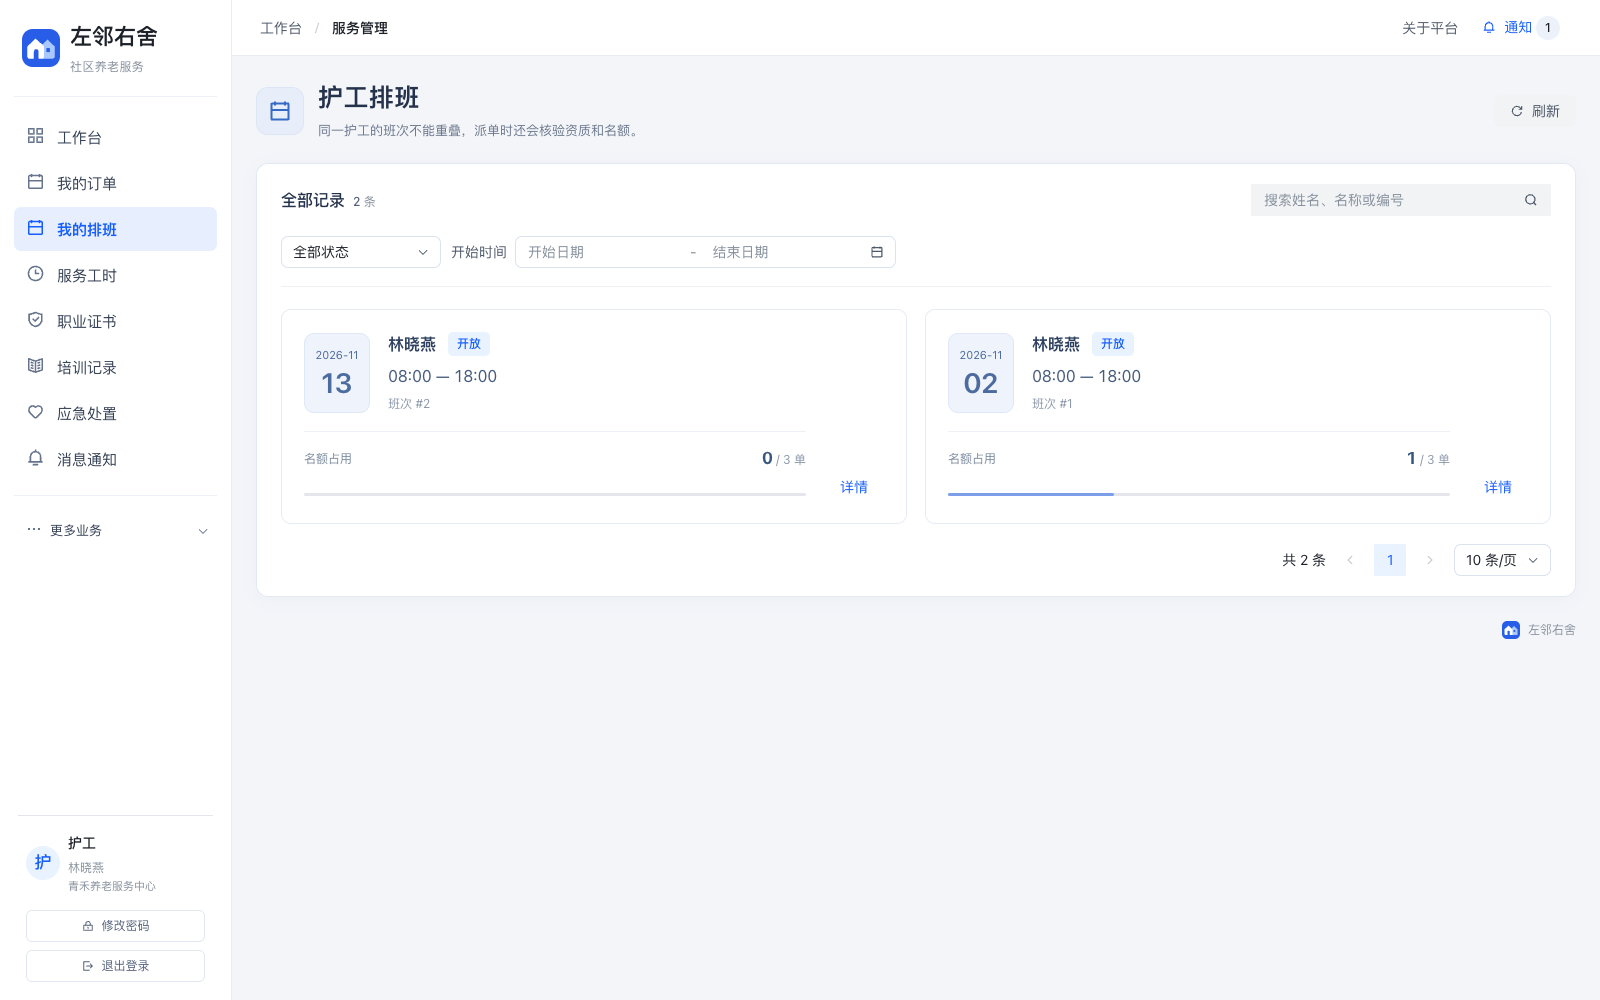 左邻右舍
社区养老服务
工作台
我的订单
我的排班
服务工时
职业证书
培训记录
应急处置
消息通知
更多业务
护
护工
林晓燕
青禾养老服务中心
修改密码
退出登录
工作台 / 服务管理
关于平台
通知 1
护工排班
同一护工的班次不能重叠，派单时还会核验资质和名额。
刷新
全部记录 2 条
搜索姓名、名称或编号
全部状态
开始时间
开始日期 - 结束日期
2026-11
13
林晓燕 开放
08:00 — 18:00
班次 #2
名额占用
0 / 3 单
详情
2026-11
02
林晓燕 开放
08:00 — 18:00
班次 #1
名额占用
1 / 3 单
详情
共 2 条
1
10 条/页
左邻右舍